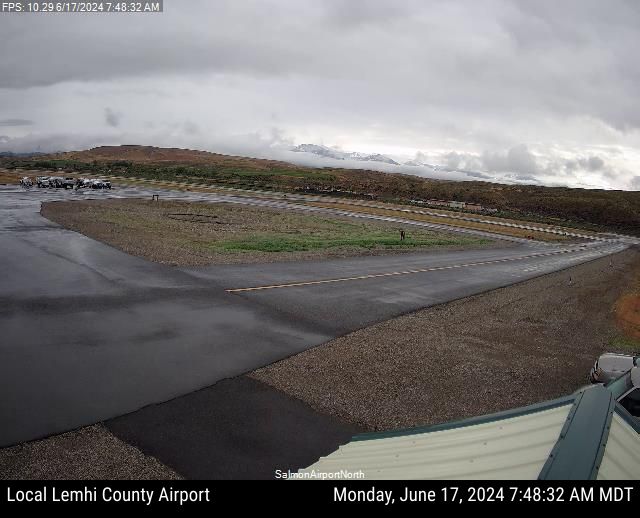 FPS: 10.29 6/17/2024 7:48:32 AM
SalmonAirportNorth
Local Lemhi County Airport
Monday, June 17, 2024 7:48:32 AM MDT